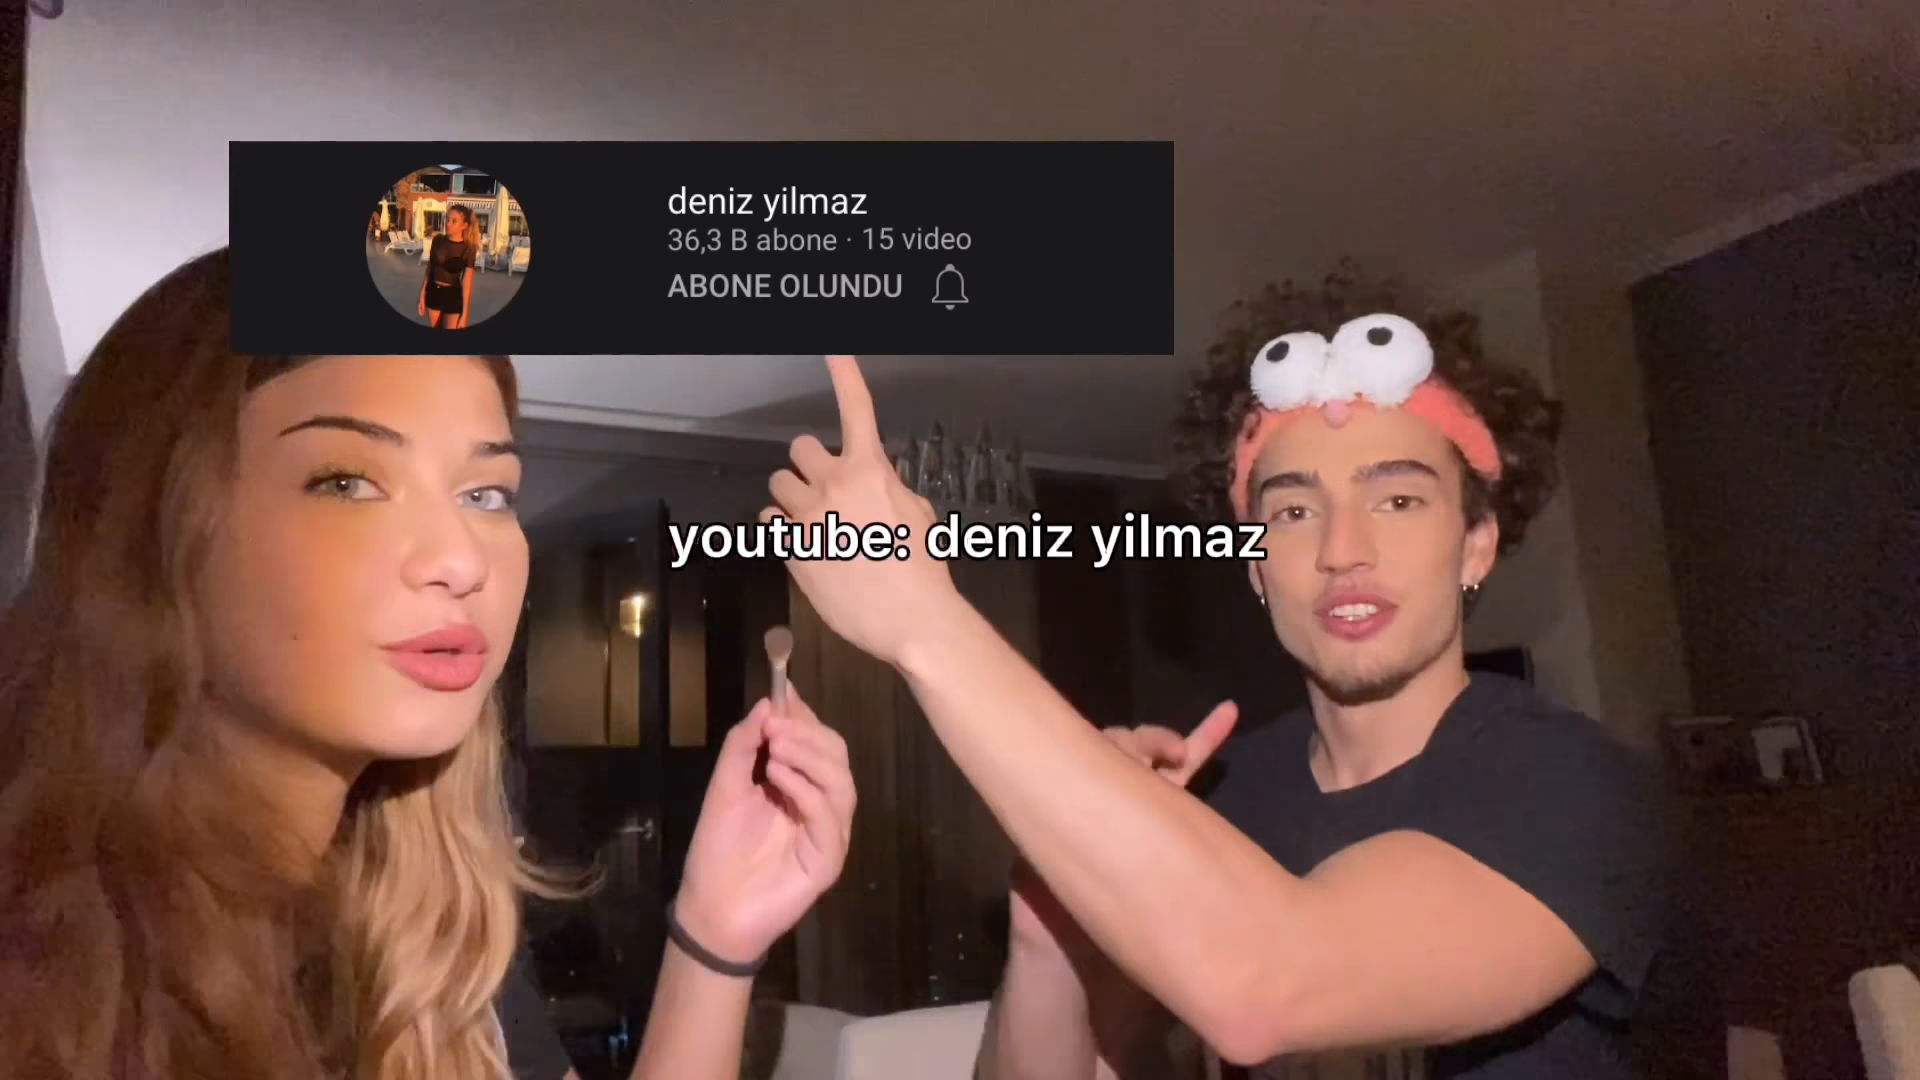 deniz yilmaz
36,3 B abone · 15 video
ABONE OLUNDU
youtube: deniz yilmaz